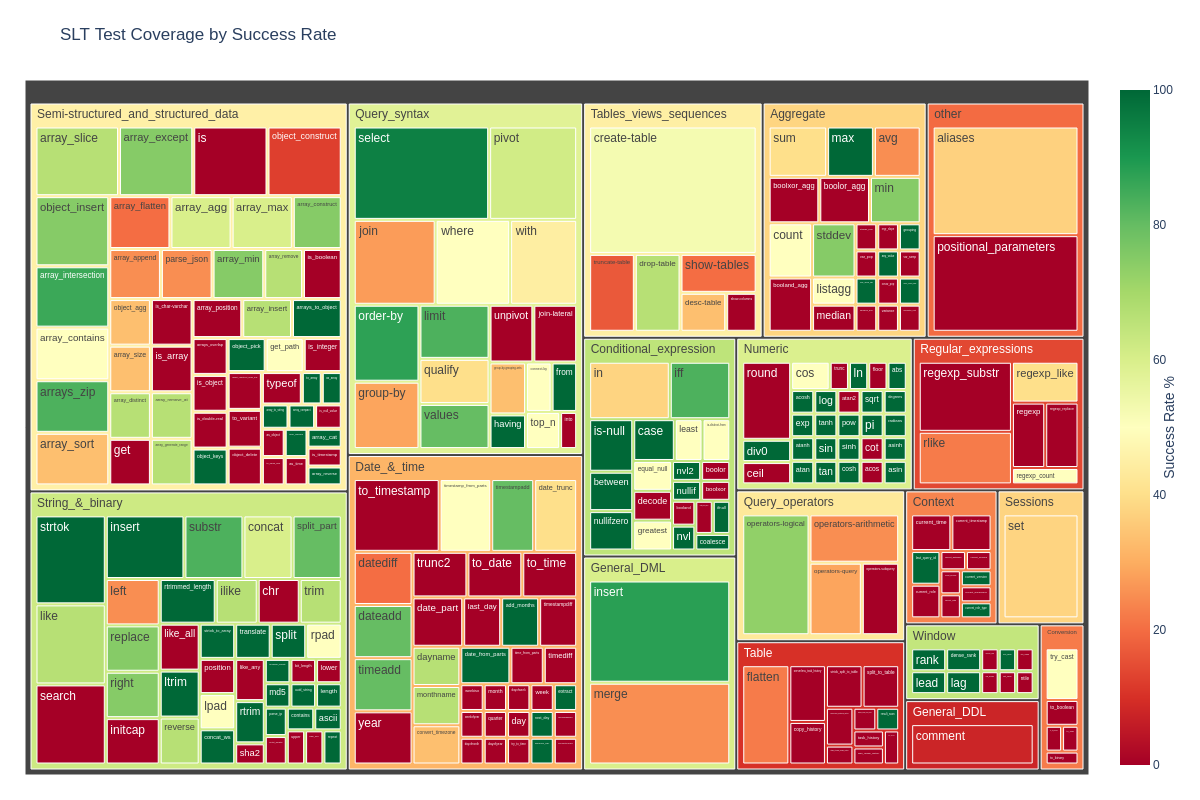 SLT Test Coverage by Success Rate
Semi-structured_and_structured_data
array_slice
array_except
is
object_construct
object_insert
array_flatten
array_agg
array_max
array_construct
array_intersection
array_append
parse_json
array_min
array_remove
is_boolean
array_contains
object_agg
is_char-varchar
array_position
array_insert
arrays_to_object
array_size
is_array
arrays_overlap
object_pick
get_path
is_integer
arrays_zip
array_distinct
is_object
typeof
array_sort
get
to_variant
object_keys
object_delete
array_cat
is_timestamp
array_reverse
String_&_binary
strtok
insert
substr
concat
split_part
like
left
rtrimmed_length
ilike
chr
trim
replace
like_all
translate
split
rpad
search
right
ltrim
position
like_any
lower
md5
length
lpad
rtrim
contains
ascii
initcap
reverse
concat_ws
sha2
Query_syntax
select
pivot
join
where
with
order-by
limit
unpivot
join-lateral
group-by
qualify
from
values
having
top_n
Date_&_time
to_timestamp
timestamp_from_parts
timestampadd
date_trunc
datediff
trunc2
to_date
to_time
dateadd
date_part
last_day
add_months
timestampdiff
timeadd
dayname
date_from_parts
time_from_parts
timediff
monthname
month
week
extract
year
convert_timezone
quarter
day
dayofyear
Tables_views_sequences
create-table
truncate-table
drop-table
show-tables
desc-table
Aggregate
sum
max
avg
boolxor_agg
boolor_agg
min
count
stddev
booland_agg
listagg
median
other
aliases
positional_parameters
Conditional_expression
in
iff
is-null
case
least
between
equal_null
nvl2
boolor
decode
nullif
boolxor
nullifzero
greatest
nvl
coalesce
General_DML
insert
merge
Numeric
round
cos
trunc
ln
floor
abs
acosh
log
atan2
sqrt
degrees
exp
tanh
pow
pi
radians
div0
sin
sinh
cot
asinh
ceil
atan
tan
cosh
acos
asin
Regular_expressions
regexp_substr
regexp_like
rlike
regexp
regexp_replace
regexp_count
Query_operators
operators-logical
operators-arithmetic
operators-query
operators-subquery
Context
current_time
current_timestamp
last_query_id
current_role
Sessions
set
Table
flatten
split_to_table
copy_history
task_history
Window
rank
dense_rank
lead
lag
ntile
General_DDL
comment
Conversion
try_cast
to_boolean
to_binary
100
80
60
40
20
0
Success Rate %